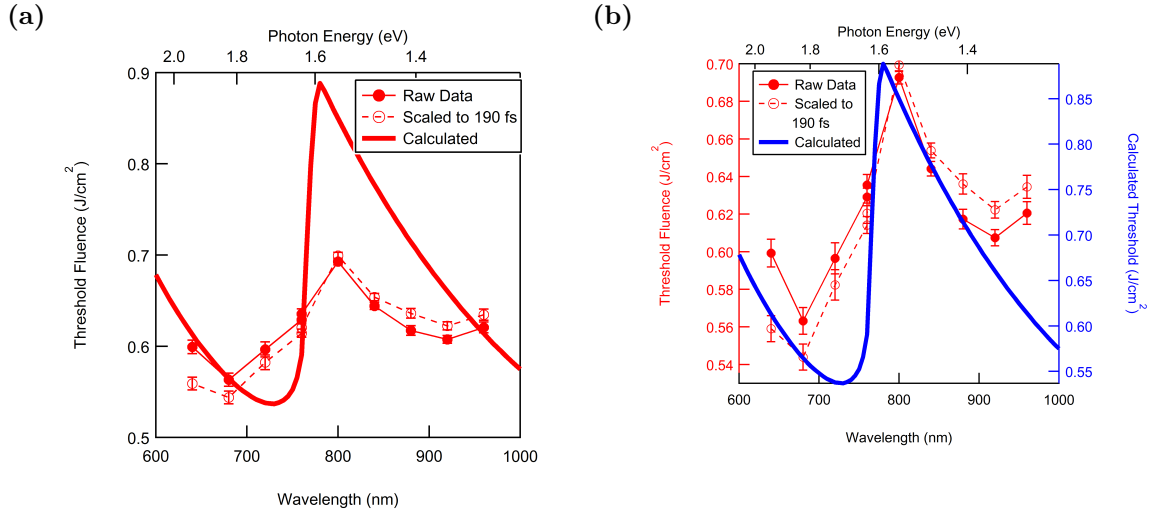 (a)
Photon Energy (eV)
2.0 1.8 1.6 1.4
0.9
0.8
0.7
0.6
0.5
Threshold Fluence (J/cm²)
Raw Data
Scaled to 190 fs
Calculated
600 700 800 900 1000
Wavelength (nm)
(b)
Photon Energy (eV)
2.0 1.8 1.6 1.4
0.70
0.68
0.66
0.64
0.62
0.60
0.58
0.56
0.54
Threshold Fluence (J/cm²)
Raw Data
Scaled to
190 fs
Calculated
0.85
0.80
0.75
0.70
0.65
0.60
0.55
Calculated Threshold (J/cm²)
600 700 800 900 1000
Wavelength (nm)